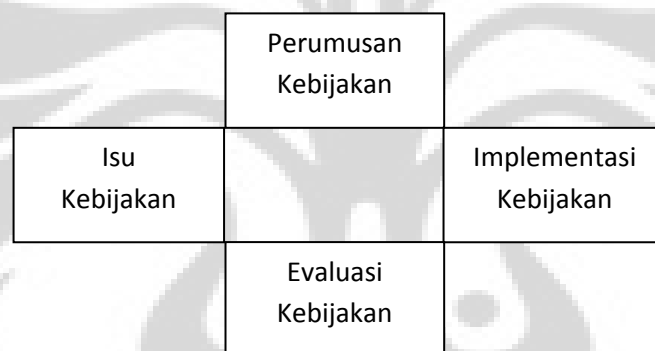 Perumusan
Kebijakan
Isu
Kebijakan
Implementasi
Kebijakan
Evaluasi
Kebijakan